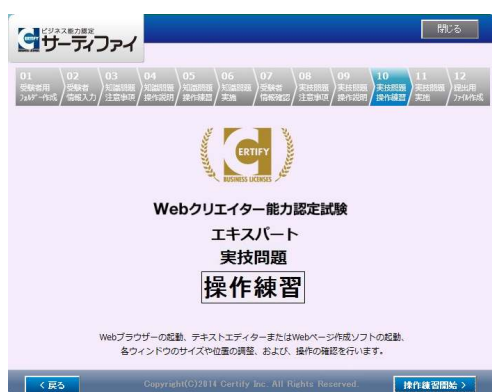 ビジネス能力認定
サーティファイ
閉じる
01 受験者用 フォルダー作成
02 受験者 情報入力
03 知識問題 注意事項
04 知識問題 操作説明
05 知識問題 操作練習
06 知識問題 実施
07 受験者 情報確認
08 実技問題 注意事項
09 実技問題 操作説明
10 実技問題 操作練習
11 実技問題 実施
12 提出用 ファイル作成
CERTIFY
BUSINESS LICENSES
Webクリエイター能力認定試験
エキスパート
実技問題
操作練習
Webブラウザーの起動、テキストエディターまたはWebページ作成ソフトの起動、
各ウィンドウのサイズや位置の調整、および、操作の確認を行います。
< 戻る
Copyright(C)2014 Certify Inc. All Rights Reserved.
操作練習開始 >